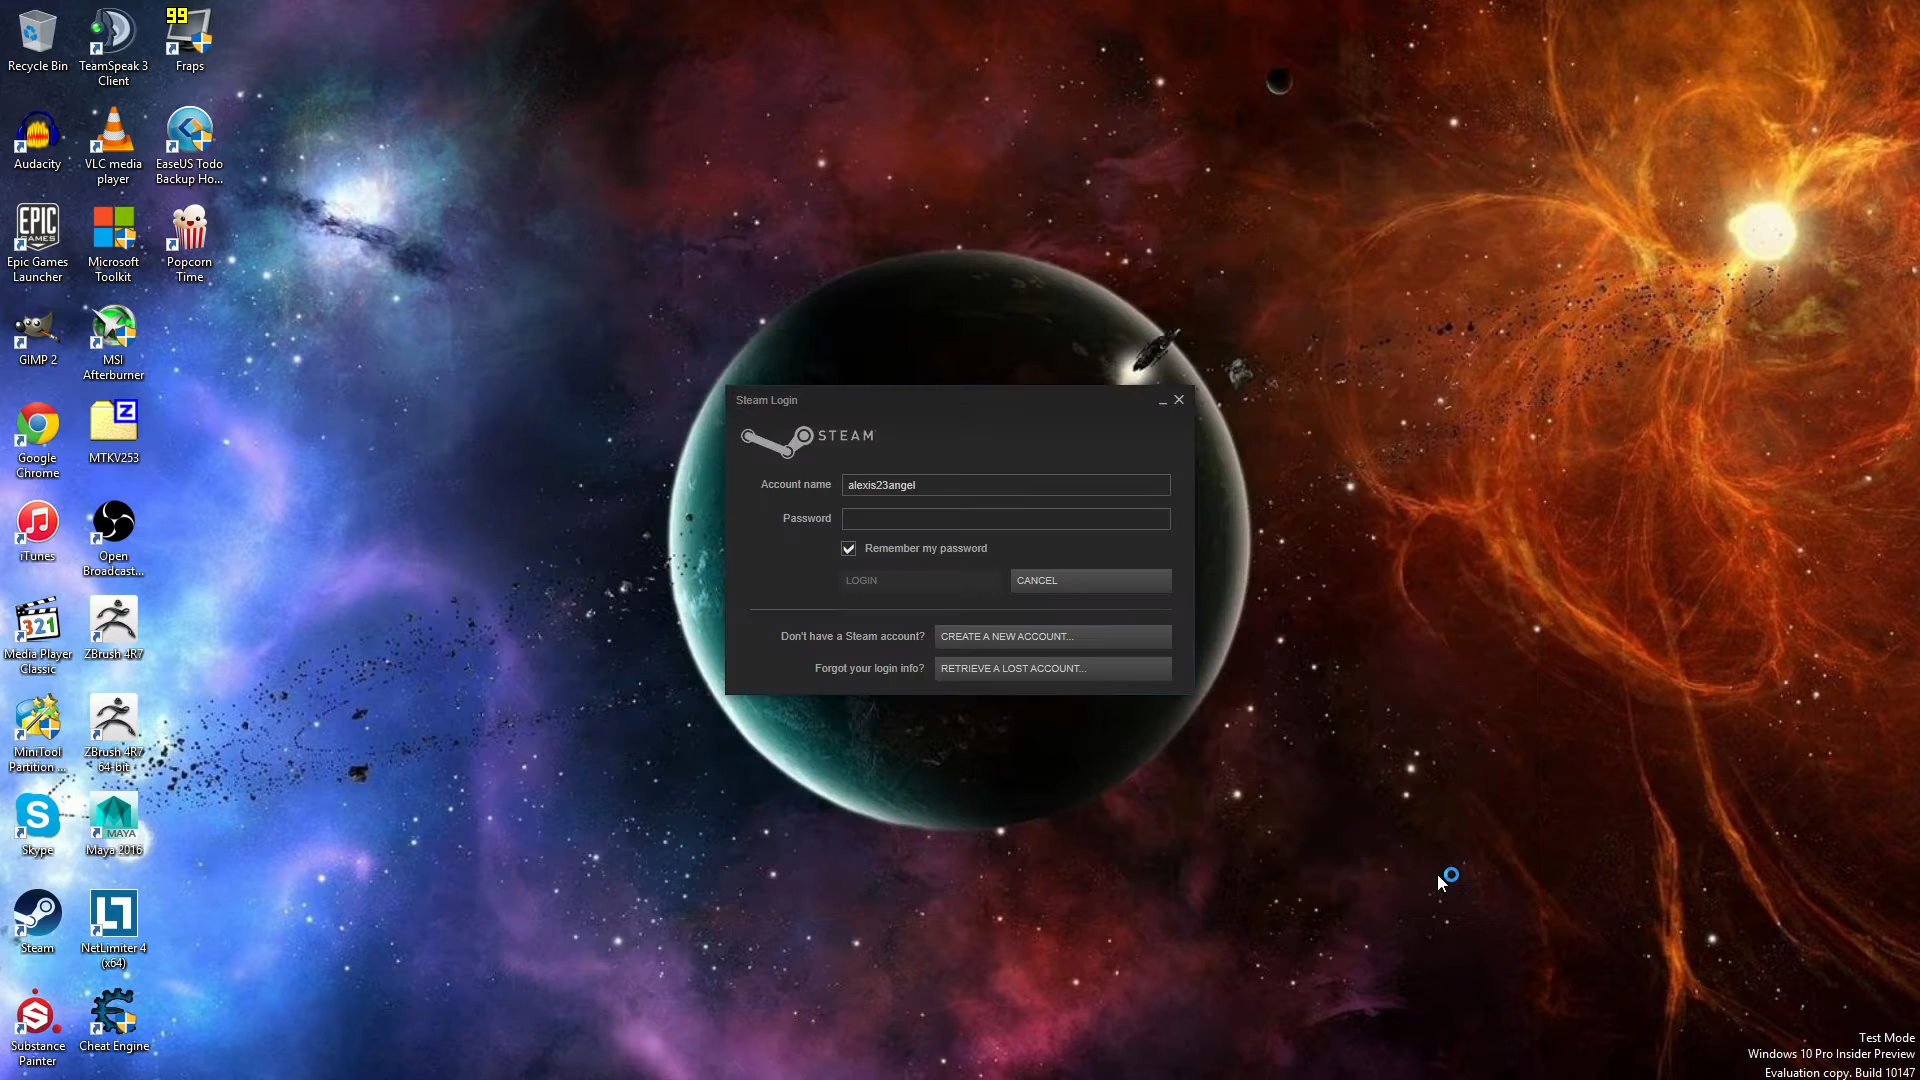 Recycle Bin
TeamSpeak 3
Client
99
Fraps
Audacity
VLC media
player
EaseUS Todo
Backup Ho...
EPIC
GAMES
Epic Games
Launcher
Microsoft
Toolkit
Popcorn
Time
GIMP 2
MSI
Afterburner
Google
Chrome
Z
MTKV253
iTunes
Open
Broadcast...
321
Media Player
Classic
ZBrush 4R7
MiniTool
Partition ...
ZBrush 4R7
64-bit
S
Skype
MAYA
Maya 2016
Steam
NetLimiter 4
(x64)
S
Substance
Painter
Cheat Engine
Steam Login
STEAM
Account name
alexis23angel
Password
Remember my password
LOGIN
CANCEL
Don't have a Steam account?
CREATE A NEW ACCOUNT...
Forgot your login info?
RETRIEVE A LOST ACCOUNT...
Test Mode
Windows 10 Pro Insider Preview
Evaluation copy. Build 10147